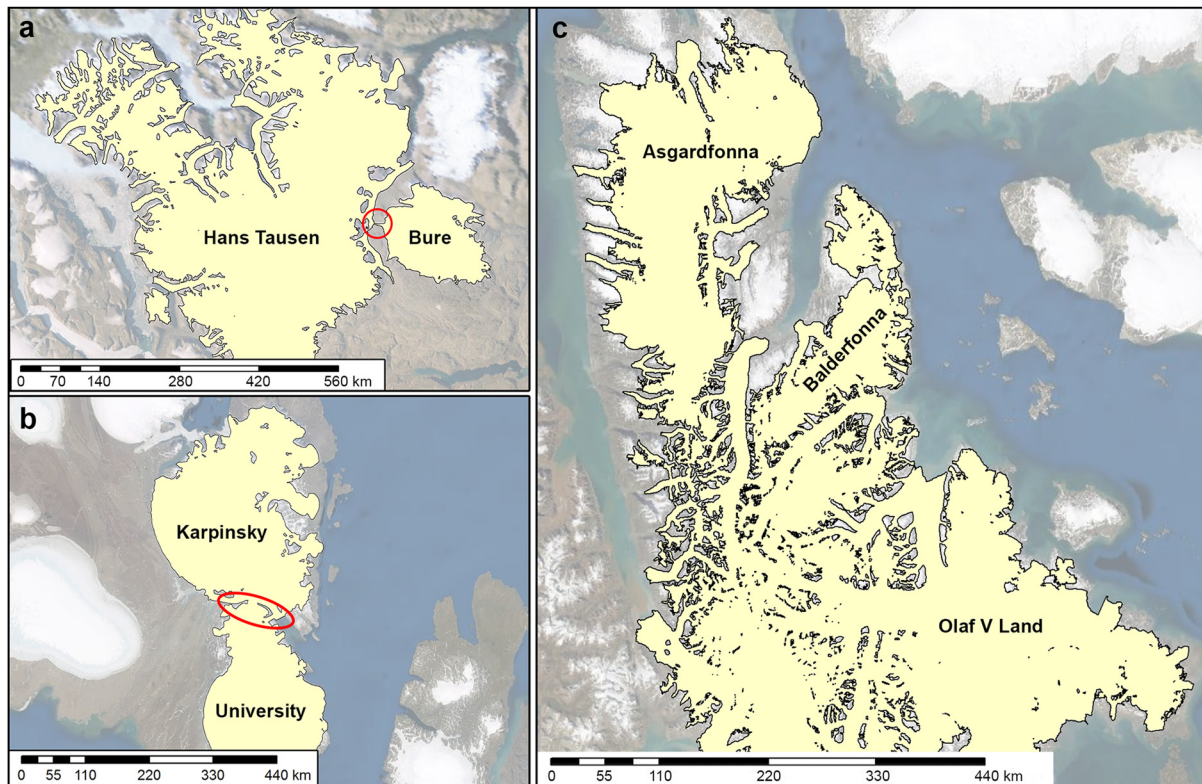 a
Hans Tausen
Bure
0 70 140 280 420 560 km
b
Karpinsky
University
0 55 110 220 330 440 km
c
Asgardfonna
Balderfonna
Olaf V Land
0 55 110 220 330 440 km